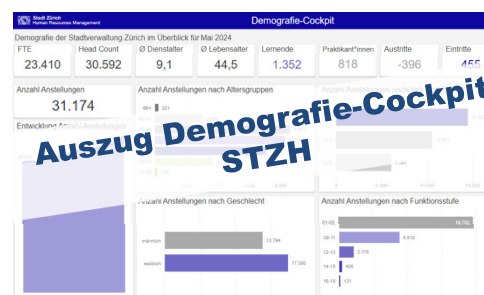 Stadt Zürich
Human Resources Management
Demografie-Cockpit
Demografie der Stadtverwaltung Zürich im Überblick für Mai 2024
FTE
23.410
Head Count
30.592
Ø Dienstalter
9,1
Ø Lebensalter
44,5
Lernende
1.352
Praktikant*innen
818
Austritte
-396
Eintritte
455
Anzahl Anstellungen
31.174
Anzahl Anstellungen nach Altersgruppen
Auszug Demografie-Cockpit
STZH
Entwicklung Anzahl Anstellungen
Anzahl Anstellungen nach Geschlecht
männlich
13.794
weiblich
17.380
Anzahl Anstellungen nach Funktionsstufe
09-11
12-13
2.116
14-15
408
16-18
131